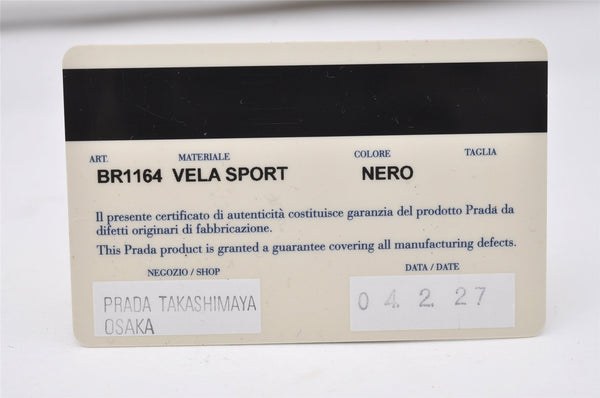 ART. MATERIALE COLORE TAGLIA
BR1164 VELA SPORT NERO
Il presente certificato di autenticità costituisce garanzia del prodotto Prada da
difetti originari di fabbricazione.
This Prada product is granted a guarantee covering all manufacturing defects.
NEGOZIO / SHOP DATA / DATE
PRADA TAKASHIMAYA 04. 2. 27
OSAKA